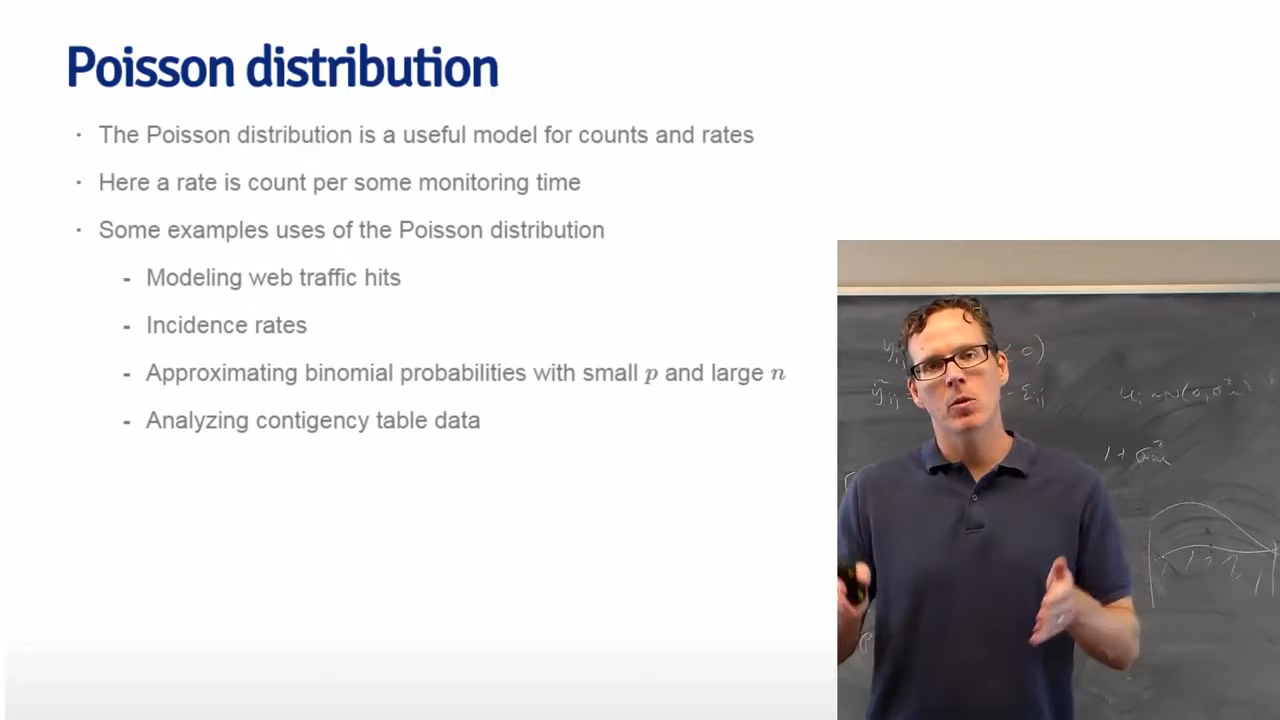 Poisson distribution
· The Poisson distribution is a useful model for counts and rates
· Here a rate is count per some monitoring time
· Some examples uses of the Poisson distribution
- Modeling web traffic hits
- Incidence rates
- Approximating binomial probabilities with small p and large n
- Analyzing contigency table data